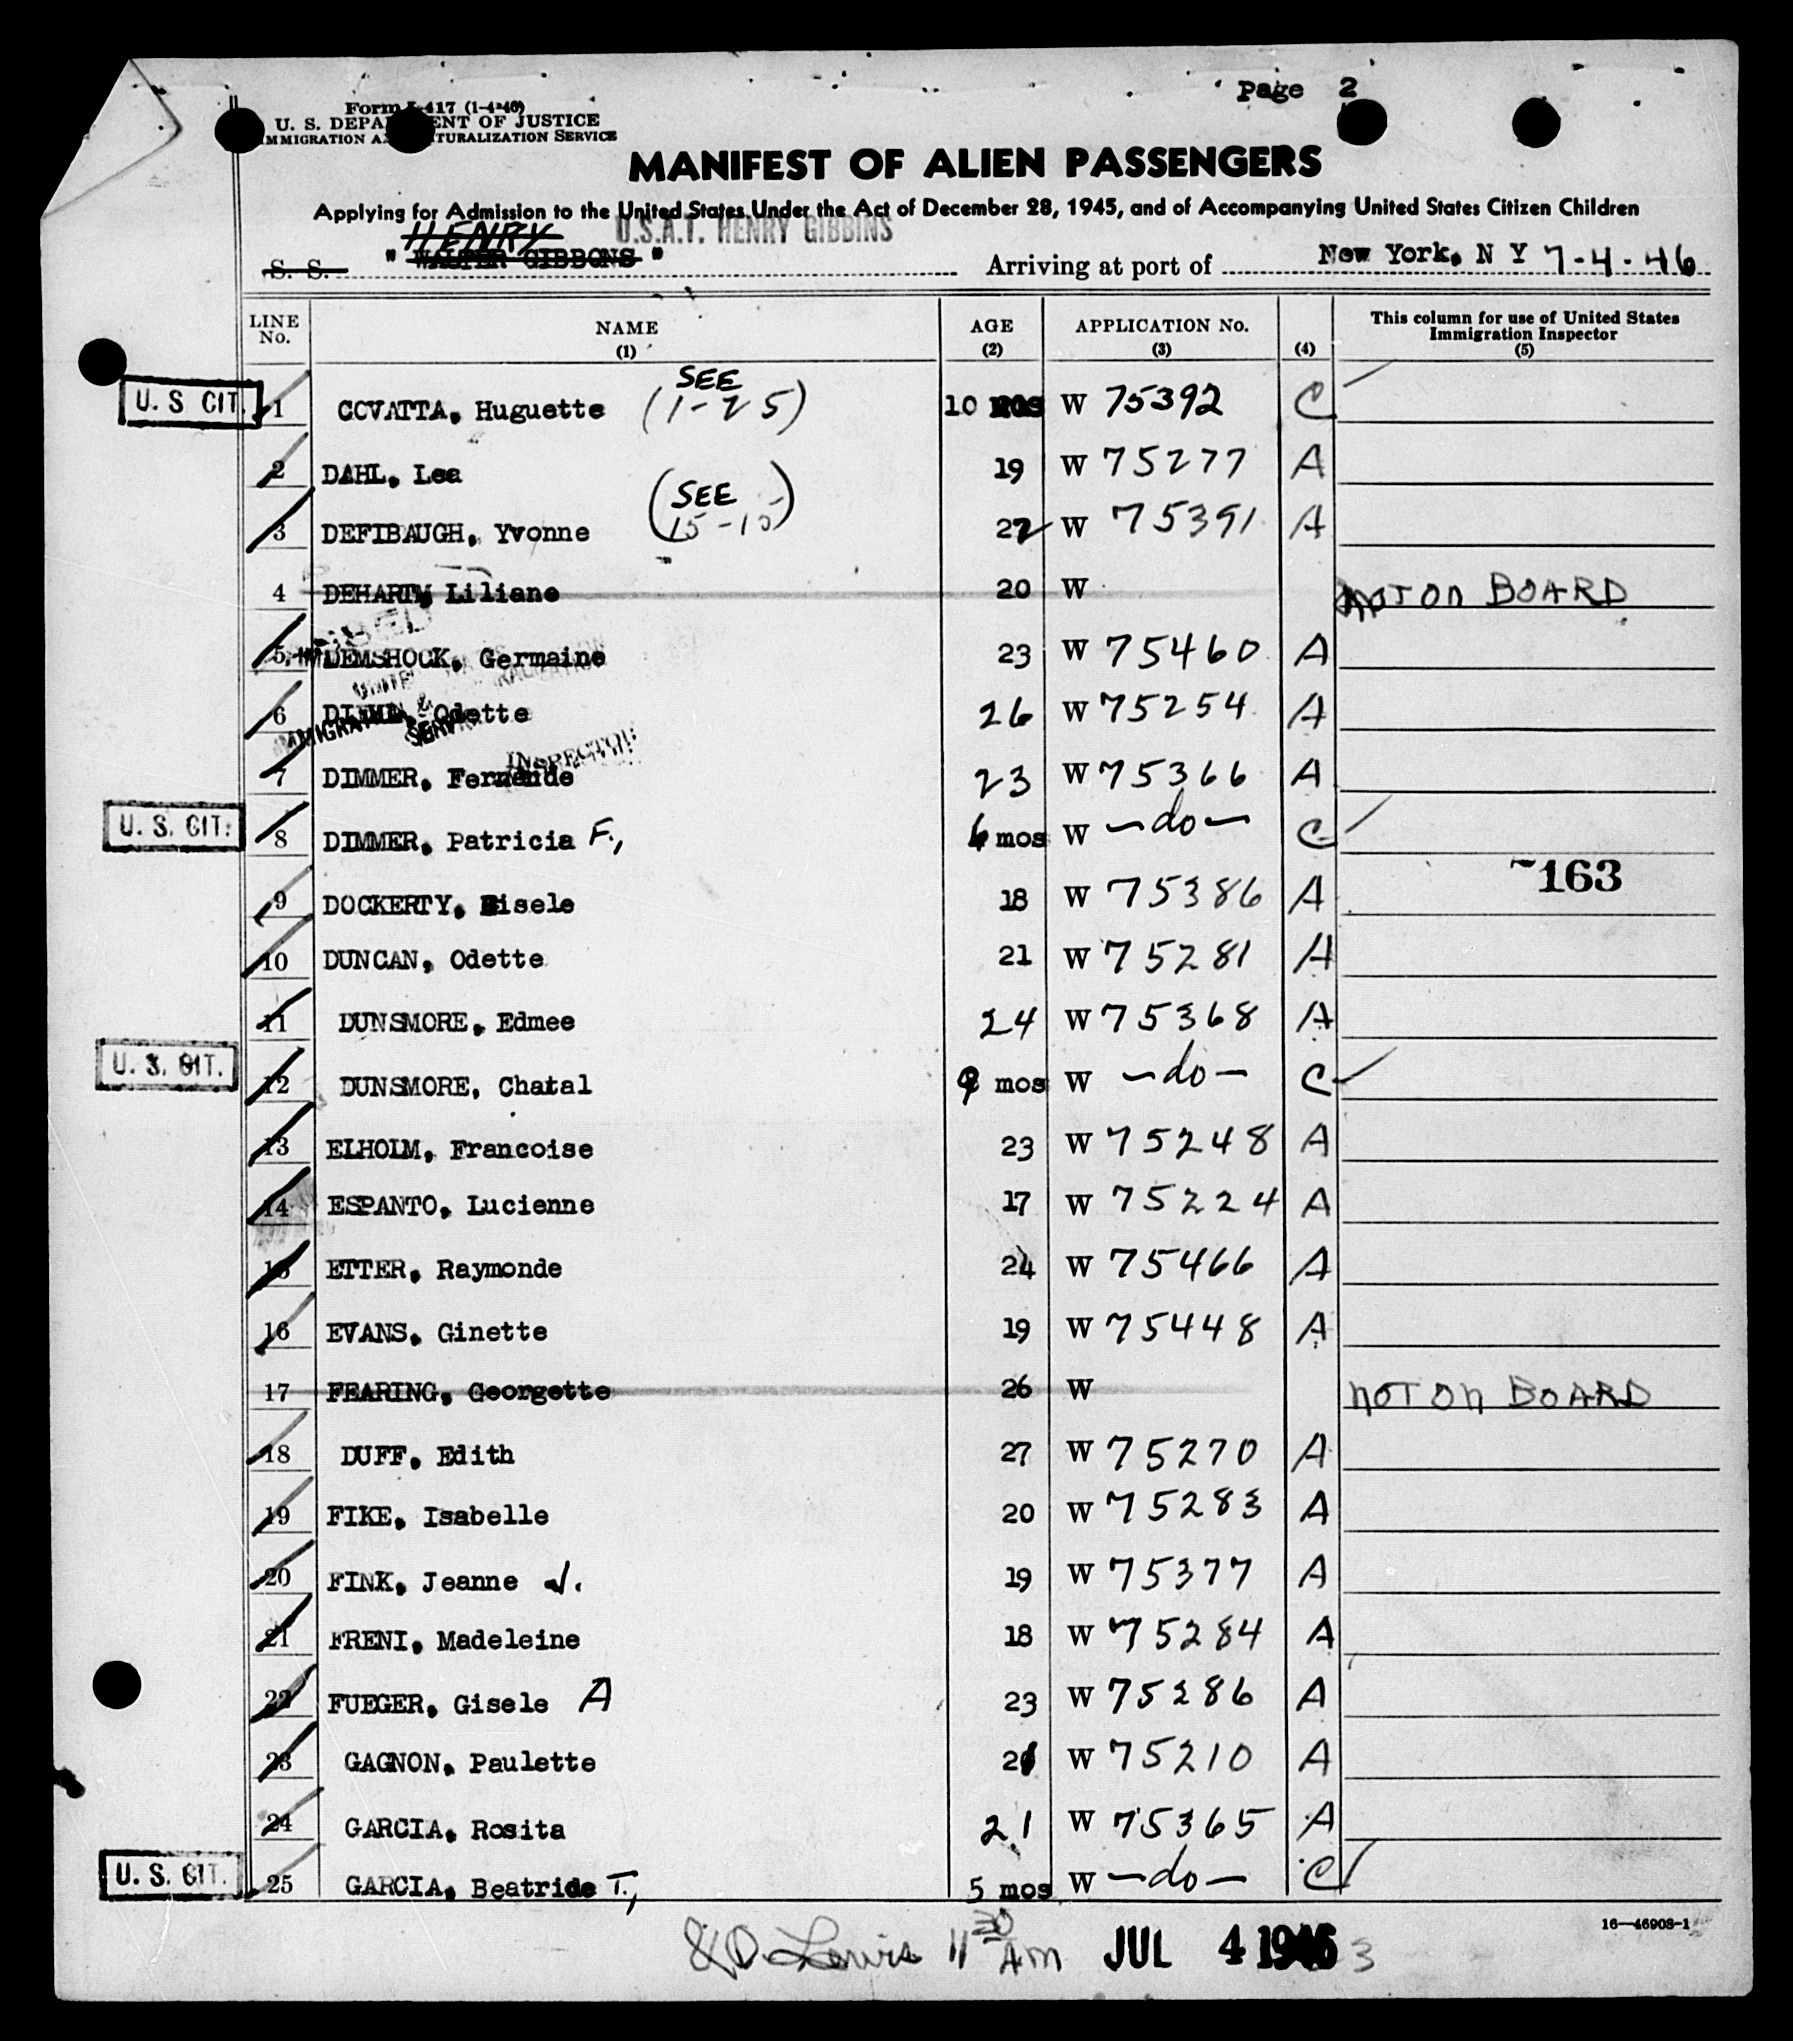 Page 2
Form I-417 (1-4-46)
U. S. DEPARTMENT OF JUSTICE
IMMIGRATION AND NATURALIZATION SERVICE
MANIFEST OF ALIEN PASSENGERS
Applying for Admission to the United States Under the Act of December 28, 1945, and of Accompanying United States Citizen Children
HENRY U.S.A.T. HENRY GIBBINS
S. S. " WALTER GIBBONS " Arriving at port of New York, N Y 7-4-46
LINE No. NAME (1) AGE (2) APPLICATION No. (3) (4) This column for use of United States Immigration Inspector (5)
U. S CIT. 1 COVATTA, Huguette (SEE 1-25) 10 mos W 75392 C
2 DAHL, Lea 19 W 75277 A
3 DEFIBAUGH, Yvonne (SEE 15-15) 22 W 75391 A
4 DEHART, Liliane 20 W NOT ON BOARD
5 DEMSHOCK, Germaine 23 W 75460 A
6 Odette 26 W 75254 A
IMMIGRATION & SERVICE
INSPECTOR
7 DIMMER, Fernande 23 W 75366 A
U. S. CIT. 8 DIMMER, Patricia F., 6 mos W -do- C
163
9 DOCKERTY, Gisele 18 W 75386 A
10 DUNCAN, Odette 21 W 75281 A
11 DUNSMORE, Edmee 24 W 75368 A
U. S. CIT. 12 DUNSMORE, Chatal 9 mos W -do- C
13 ELHOLM, Francoise 23 W 75248 A
14 ESPANTO, Lucienne 17 W 75224 A
15 ETTER, Raymonde 24 W 75466 A
16 EVANS, Ginette 19 W 75448 A
17 FEARING, Georgette 26 W NOT ON BOARD
18 DUFF, Edith 27 W 75270 A
19 FIKE, Isabelle 20 W 75283 A
20 FINK, Jeanne J. 19 W 75377 A
21 FRENI, Madeleine 18 W 75284 A
22 FUEGER, Gisele A 23 W 75286 A
23 GAGNON, Paulette 21 W 75210 A
24 GARCIA, Rosita 21 W 75365 A
U. S. CIT. 25 GARCIA, Beatride T., 5 mos W -do- C
16-46908-1
Lewis 11 30 AM JUL 4 1946 3